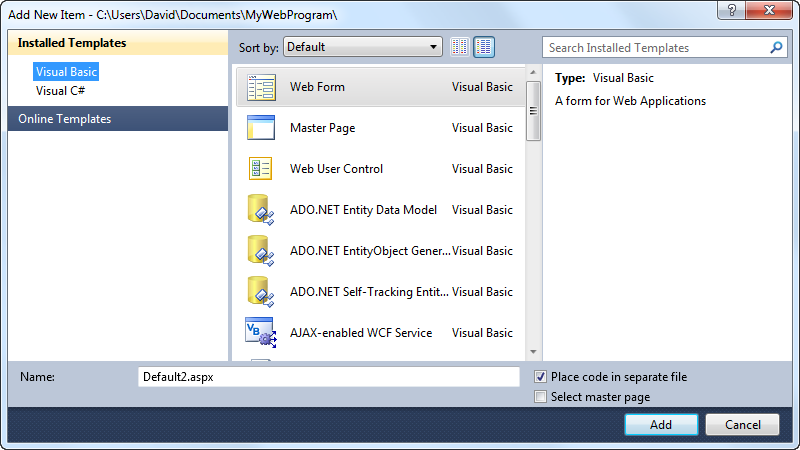 Add New Item - C:\Users\David\Documents\MyWebProgram\
?
Installed Templates
Visual Basic
Visual C#
Online Templates
Sort by: Default
Search Installed Templates
Web Form Visual Basic
Master Page Visual Basic
Web User Control Visual Basic
ADO.NET Entity Data Model Visual Basic
ADO.NET EntityObject Gener... Visual Basic
ADO.NET Self-Tracking Entit... Visual Basic
VB
AJAX-enabled WCF Service Visual Basic
Type: Visual Basic
A form for Web Applications
Name: Default2.aspx
Place code in separate file
Select master page
Add Cancel